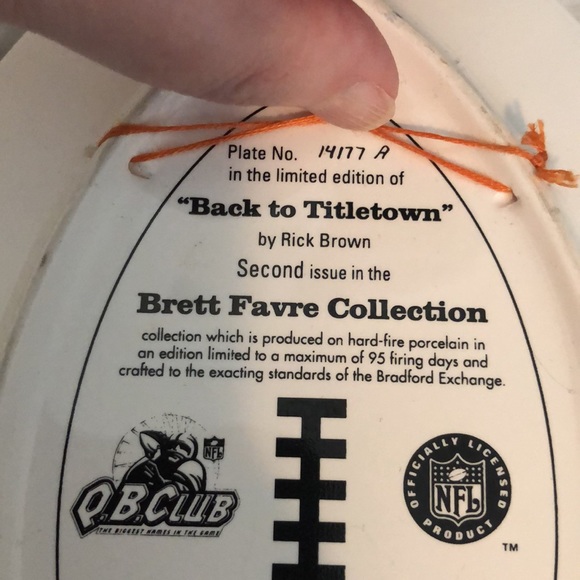 Plate No. 14177 A
in the limited edition of
"Back to Titletown"
by Rick Brown
Second issue in the
Brett Favre Collection
collection which is produced on hard-fire porcelain in
an edition limited to a maximum of 95 firing days and
crafted to the exacting standards of the Bradford Exchange.
NFL
Q.B. CLUB
THE BIGGEST NAMES IN THE GAME
OFFICIALLY LICENSED
NFL
PRODUCT
TM